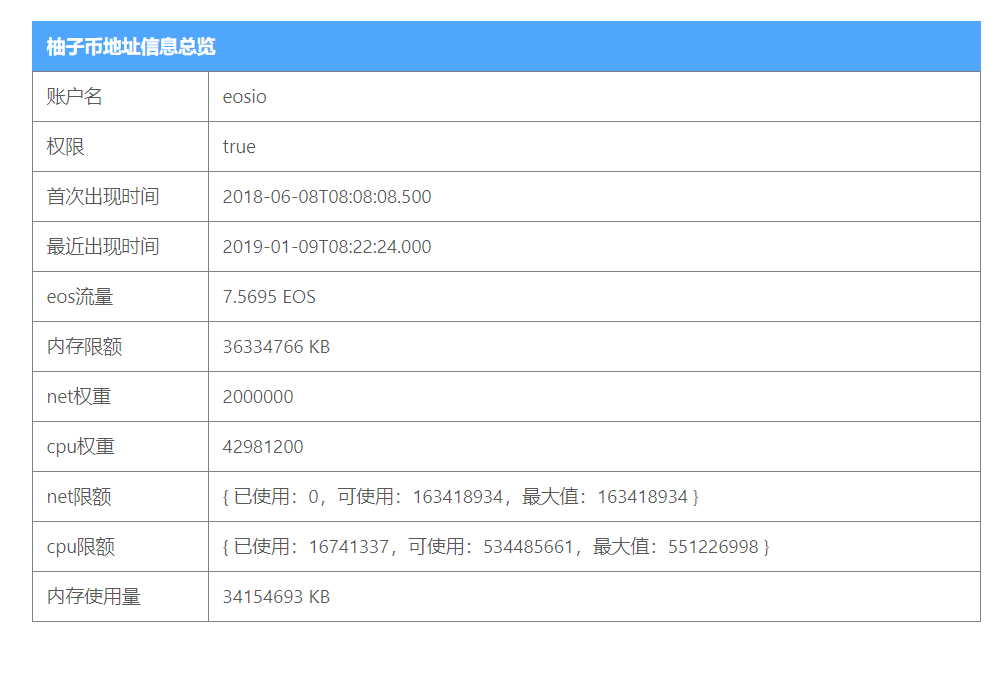 柚子币地址信息总览
账户名 eosio
权限 true
首次出现时间 2018-06-08T08:08:08.500
最近出现时间 2019-01-09T08:22:24.000
eos流量 7.5695 EOS
内存限额 36334766 KB
net权重 2000000
cpu权重 42981200
net限额 { 已使用：0，可使用：163418934，最大值：163418934 }
cpu限额 { 已使用：16741337，可使用：534485661，最大值：551226998 }
内存使用量 34154693 KB